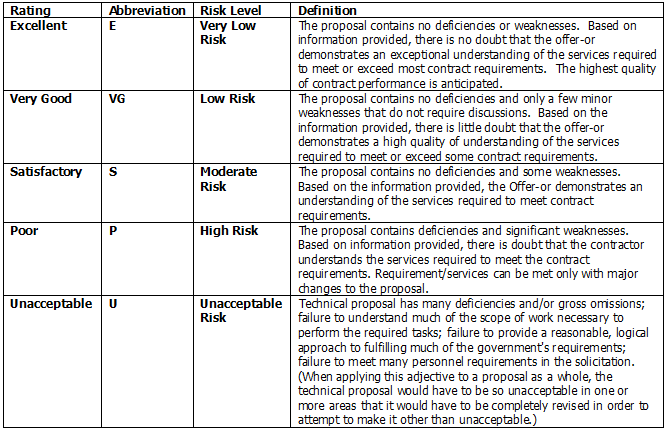 Rating Abbreviation Risk Level Definition
Excellent E Very Low Risk The proposal contains no deficiencies or weaknesses. Based on
information provided, there is no doubt that the offer-or
demonstrates an exceptional understanding of the services required
to meet or exceed most contract requirements. The highest quality
of contract performance is anticipated.
Very Good VG Low Risk The proposal contains no deficiencies and only a few minor
weaknesses that do not require discussions. Based on the
information provided, there is little doubt that the offer-or
demonstrates a high quality of understanding of the services
required to meet or exceed some contract requirements.
Satisfactory S Moderate Risk The proposal contains no deficiencies and some weaknesses.
Based on the information provided, the Offer-or demonstrates an
understanding of the services required to meet contract
requirements.
Poor P High Risk The proposal contains deficiencies and significant weaknesses.
Based on information provided, there is doubt that the contractor
understands the services required to meet the contract
requirements. Requirement/services can be met only with major
changes to the proposal.
Unacceptable U Unacceptable Risk Technical proposal has many deficiencies and/or gross omissions;
failure to understand much of the scope of work necessary to
perform the required tasks; failure to provide a reasonable, logical
approach to fulfilling much of the government's requirements;
failure to meet many personnel requirements in the solicitation.
(When applying this adjective to a proposal as a whole, the
technical proposal would have to be so unacceptable in one or
more areas that it would have to be completely revised in order to
attempt to make it other than unacceptable.)